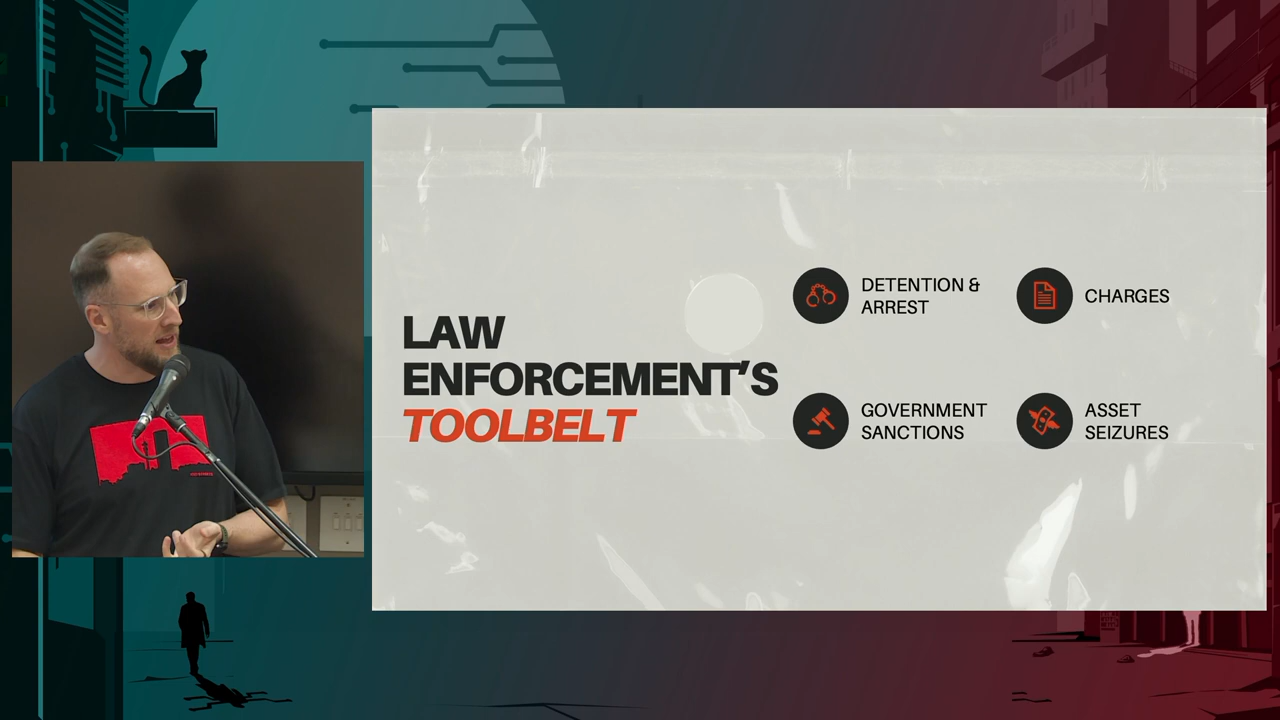 LAW
ENFORCEMENT’S
TOOLBELT
DETENTION &
ARREST
CHARGES
GOVERNMENT
SANCTIONS
ASSET
SEIZURES